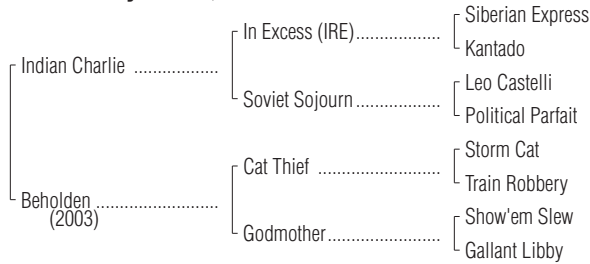 Siberian Express
In Excess (IRE)..................
Kantado
Indian Charlie ..................
Leo Castelli
Soviet Sojourn..................
Political Parfait
Storm Cat
Cat Thief ..................
Train Robbery
Beholden ..........................
(2003)
Show'em Slew
Godmother........................
Gallant Libby